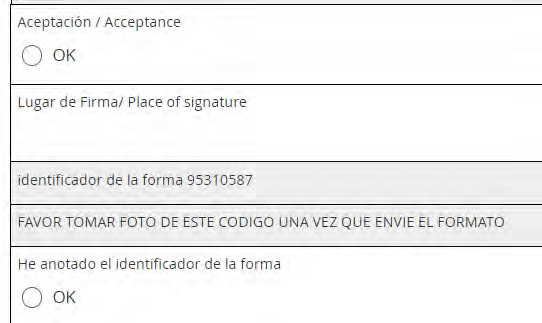 Aceptación / Acceptance
OK
Lugar de Firma/ Place of signature
identificador de la forma 95310587
FAVOR TOMAR FOTO DE ESTE CODIGO UNA VEZ QUE ENVIE EL FORMATO
He anotado el identificador de la forma
OK